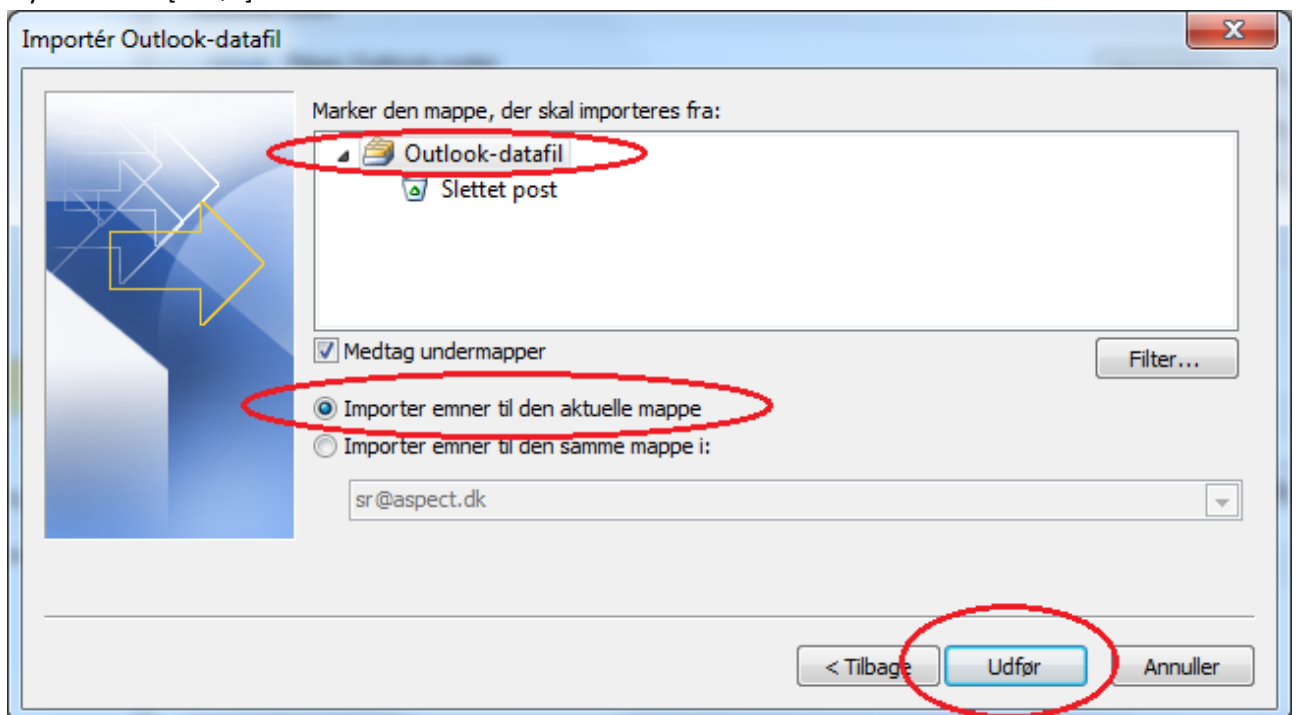 Importér Outlook-datafil
Marker den mappe, der skal importeres fra:
Outlook-datafil
Slettet post
Medtag undermapper
Filter...
Importer emner til den aktuelle mappe
Importer emner til den samme mappe i:
sr@aspect.dk
< Tilbage
Udfør
Annuller